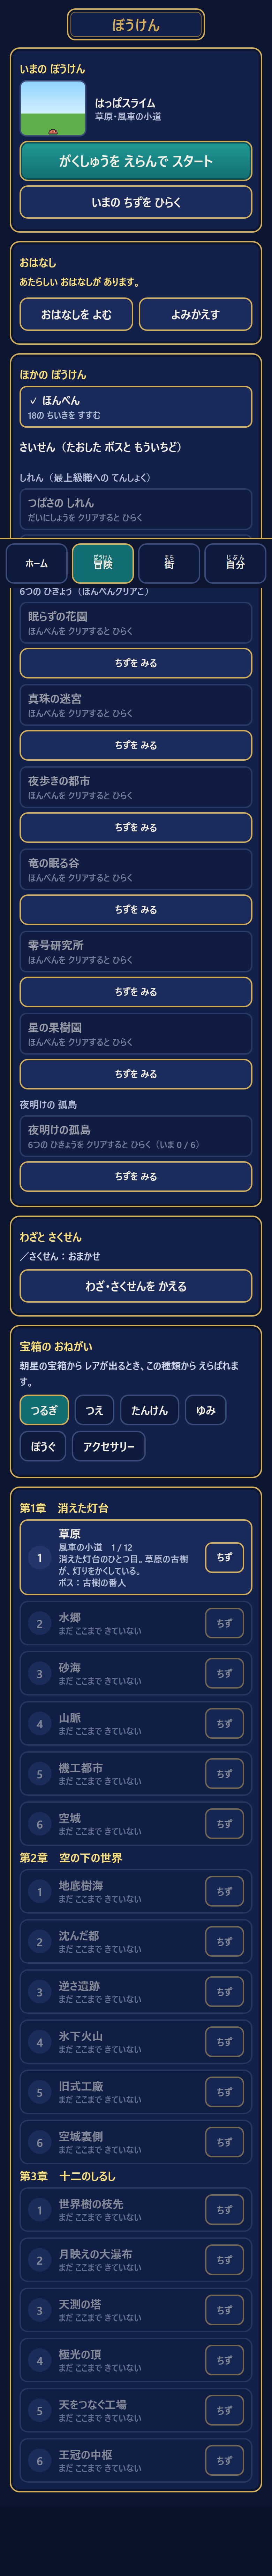 ぼうけん
いまの ぼうけん
はっぱスライム
草原・風車の小道
がくしゅうを えらんで スタート
いまの ちずを ひらく
おはなし
あたらしい おはなしが あります。
おはなしを よむ
よみかえす
ほかの ぼうけん
✓ ほんぺん
18の ちいきを すすむ
さいせん（たおした ボスと もういちど）
しれん（最上級職への てんしょく）
つばさの しれん
だいにしょうを クリアすると ひらく
ホーム
ぼうけん
冒険
まち
街
じぶん
自分
6つの ひきょう（ほんぺんクリアご）
眠らずの花園
ほんぺんを クリアすると ひらく
ちずを みる
真珠の迷宮
ほんぺんを クリアすると ひらく
ちずを みる
夜歩きの都市
ほんぺんを クリアすると ひらく
ちずを みる
竜の眠る谷
ほんぺんを クリアすると ひらく
ちずを みる
零号研究所
ほんぺんを クリアすると ひらく
ちずを みる
星の果樹園
ほんぺんを クリアすると ひらく
ちずを みる
夜明けの 孤島
夜明けの孤島
6つの ひきょうを クリアすると ひらく（いま 0 / 6）
ちずを みる
わざと さくせん
／さくせん：おまかせ
わざ・さくせんを かえる
宝箱の おねがい
朝星の宝箱から レアが出るとき、この種類から えらばれま
す。
つるぎ
つえ
たんけん
ゆみ
ぼうぐ
アクセサリー
第1章 消えた灯台
1
草原
風車の小道 1 / 12
消えた灯台のひとつ目。草原の古樹
が、灯りをかくしている。
ボス：古樹の番人
ちず
2
水郷
まだ ここまで きていない
ちず
3
砂海
まだ ここまで きていない
ちず
4
山脈
まだ ここまで きていない
ちず
5
機工都市
まだ ここまで きていない
ちず
6
空城
まだ ここまで きていない
ちず
第2章 空の下の世界
1
地底樹海
まだ ここまで きていない
ちず
2
沈んだ都
まだ ここまで きていない
ちず
3
逆さ遺跡
まだ ここまで きていない
ちず
4
氷下火山
まだ ここまで きていない
ちず
5
旧式工廠
まだ ここまで きていない
ちず
6
空城裏側
まだ ここまで きていない
ちず
第3章 十二のしるし
1
世界樹の枝先
まだ ここまで きていない
ちず
2
月映えの大瀑布
まだ ここまで きていない
ちず
3
天測の塔
まだ ここまで きていない
ちず
4
極光の頂
まだ ここまで きていない
ちず
5
天をつなぐ工場
まだ ここまで きていない
ちず
6
王冠の中枢
まだ ここまで きていない
ちず